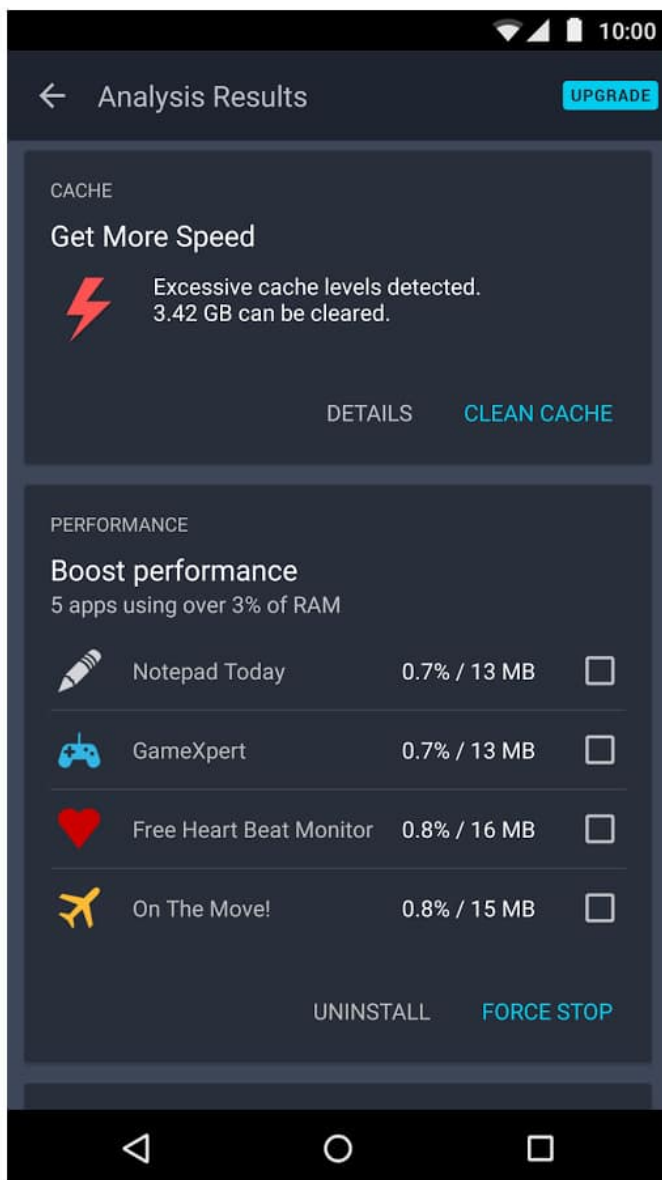 10:00
Analysis Results
UPGRADE
CACHE
Get More Speed
Excessive cache levels detected.
3.42 GB can be cleared.
DETAILS CLEAN CACHE
PERFORMANCE
Boost performance
5 apps using over 3% of RAM
Notepad Today 0.7% / 13 MB
GameXpert 0.7% / 13 MB
Free Heart Beat Monitor 0.8% / 16 MB
On The Move! 0.8% / 15 MB
UNINSTALL FORCE STOP